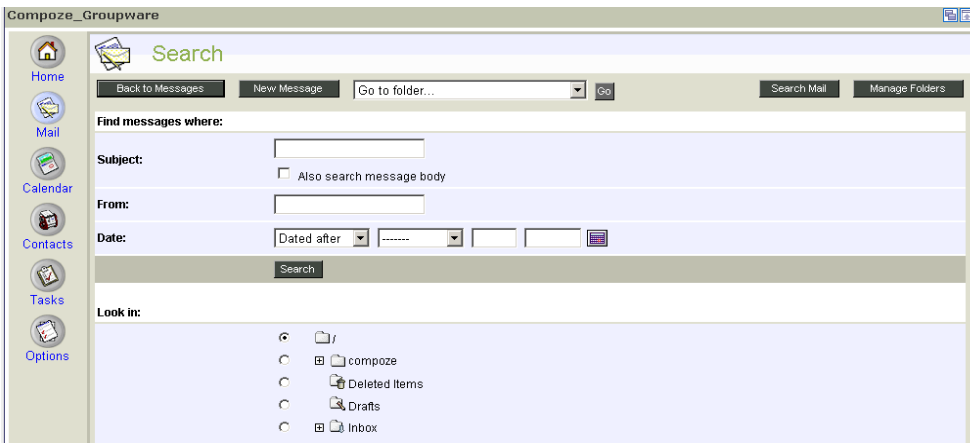 Compoze_Groupware
Home
Mail
Calendar
Contacts
Tasks
Options
Search
Back to Messages New Message Go to folder... Go Search Mail Manage Folders
Find messages where:
Subject:
Also search message body
From:
Date: Dated after -------
Search
Look in:
/
compoze
Deleted Items
Drafts
Inbox